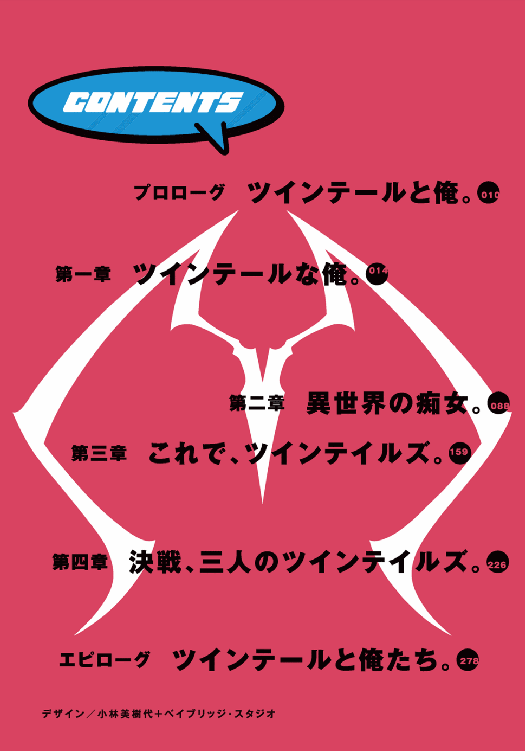 CONTENTS
プロローグ ツインテールと俺。010
第一章 ツインテールな俺。014
第二章 異世界の痴女。088
第三章 これで、ツインテイルズ。159
第四章 決戦、三人のツインテイルズ。226
エピローグ ツインテールと俺たち。278
デザイン／小林美樹代＋ベイブリッジ・スタジオ